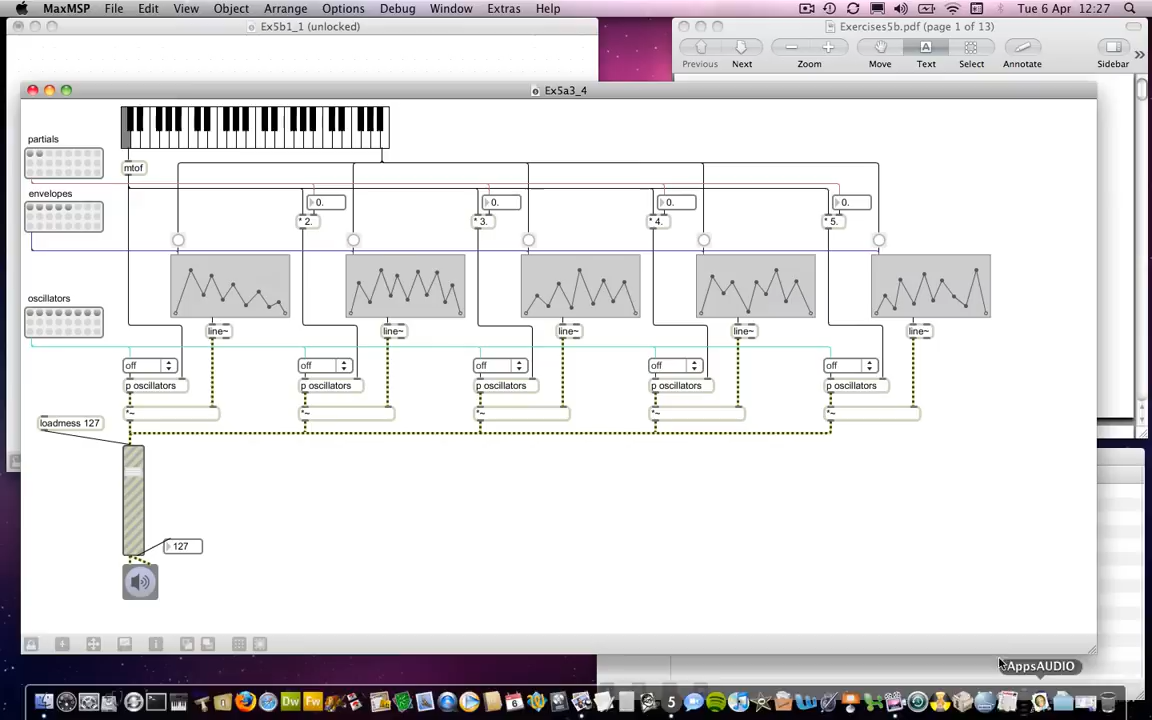 MaxMSP File Edit View Object Arrange Options Debug Window Extras Help Tue 6 Apr 12:27
Ex5b1_1 (unlocked)
Exercises5b.pdf (page 1 of 13)
Previous Next Zoom Move Text Select Annotate Sidebar
Ex5a3_4
partials
mtof
envelopes
0. 0. 0. 0.
* 2. * 3. * 4. * 5.
oscillators
line~ line~ line~ line~ line~
off off off off off
p oscillators p oscillators p oscillators p oscillators p oscillators
*~ *~ *~ *~ *~
loadmess 127
127
AppsAUDIO